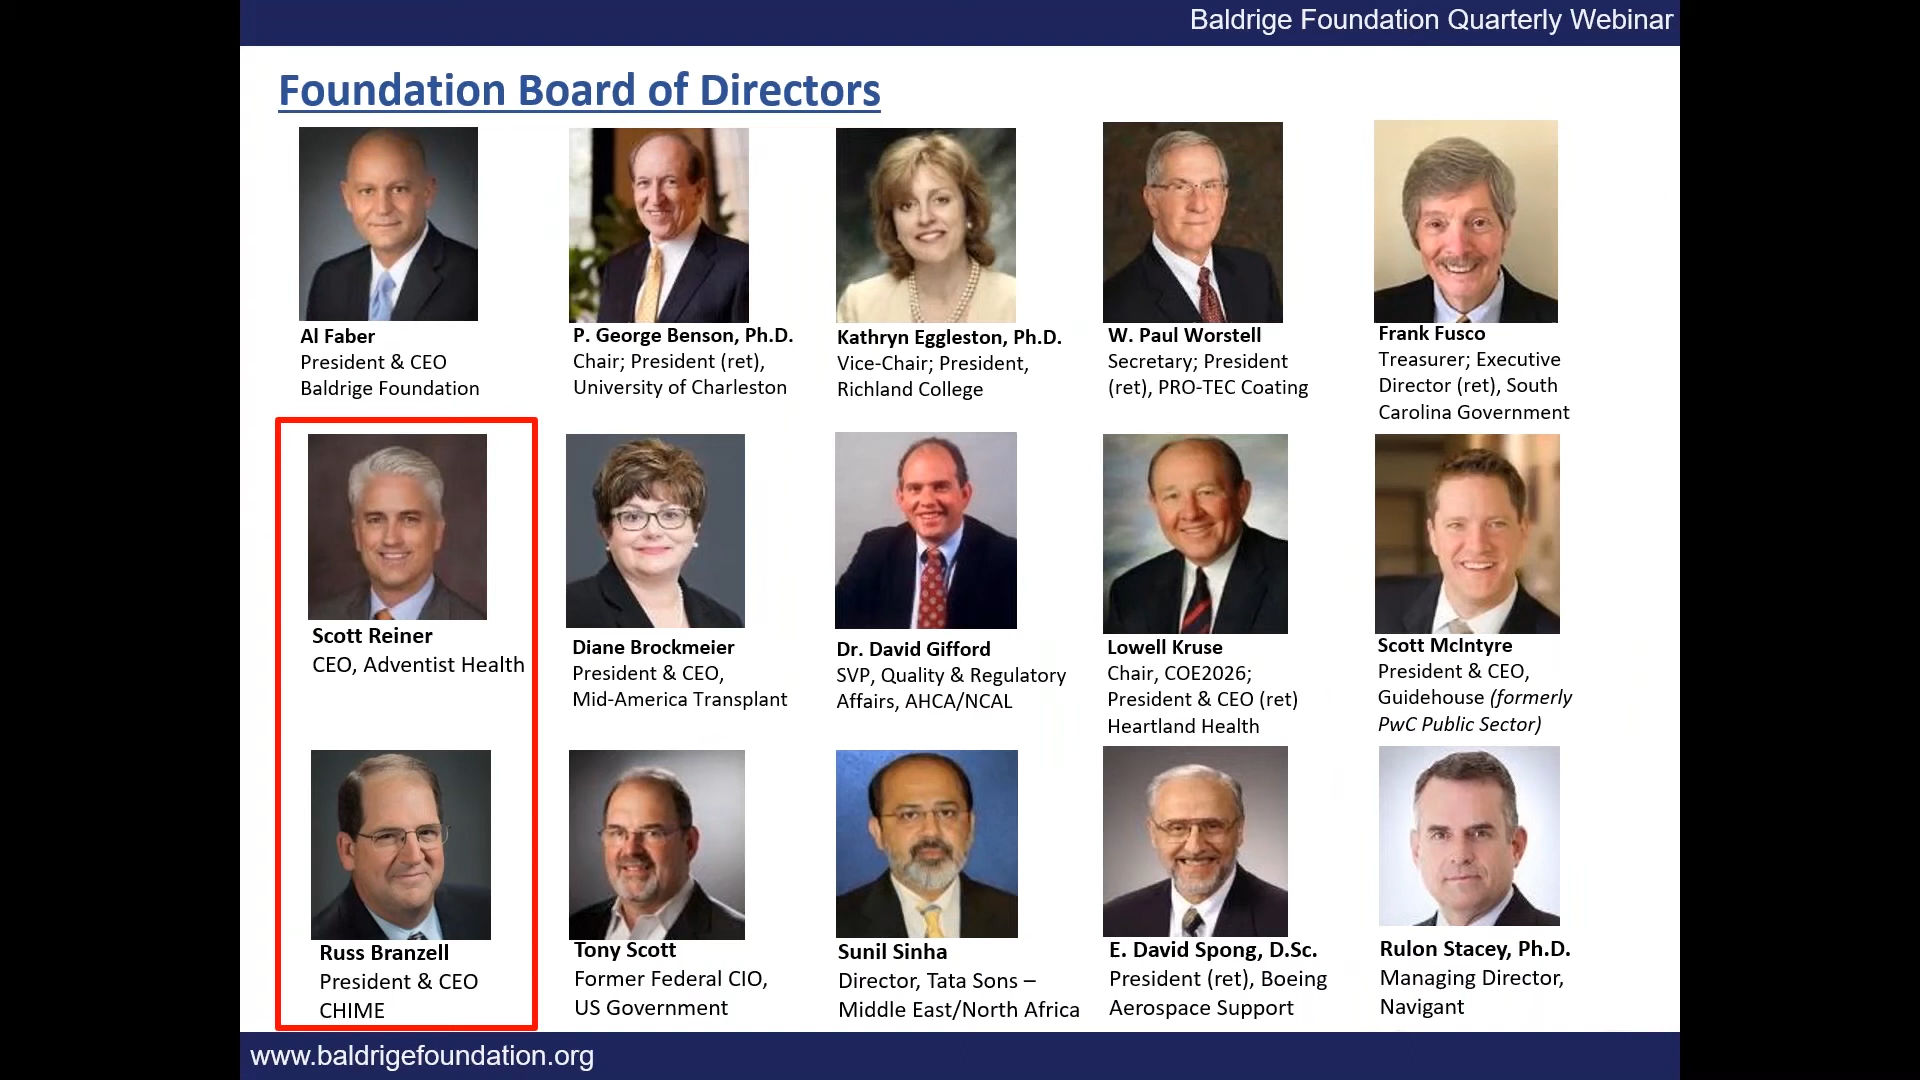 Baldrige Foundation Quarterly Webinar
Foundation Board of Directors
Al Faber
President & CEO
Baldrige Foundation
P. George Benson, Ph.D.
Chair; President (ret),
University of Charleston
Kathryn Eggleston, Ph.D.
Vice-Chair; President,
Richland College
W. Paul Worstell
Secretary; President
(ret), PRO-TEC Coating
Frank Fusco
Treasurer; Executive
Director (ret), South
Carolina Government
Scott Reiner
CEO, Adventist Health
Diane Brockmeier
President & CEO,
Mid-America Transplant
Dr. David Gifford
SVP, Quality & Regulatory
Affairs, AHCA/NCAL
Lowell Kruse
Chair, COE2026;
President & CEO (ret)
Heartland Health
Scott McIntyre
President & CEO,
Guidehouse (formerly
PwC Public Sector)
Russ Branzell
President & CEO
CHIME
Tony Scott
Former Federal CIO,
US Government
Sunil Sinha
Director, Tata Sons –
Middle East/North Africa
E. David Spong, D.Sc.
President (ret), Boeing
Aerospace Support
Rulon Stacey, Ph.D.
Managing Director,
Navigant
www.baldrigefoundation.org